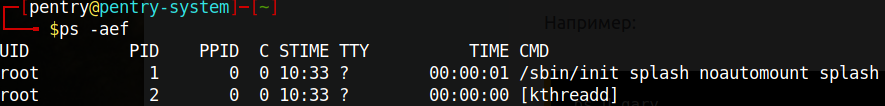 ┌─[pentry@pentry-system]─[~]
Например:
└──╼ $ps -aef
UID PID PPID C STIME TTY TIME CMD
root 1 0 0 10:33 ? 00:00:01 /sbin/init splash noautomount splash
root 2 0 0 10:33 ? 00:00:00 [kthreadd]